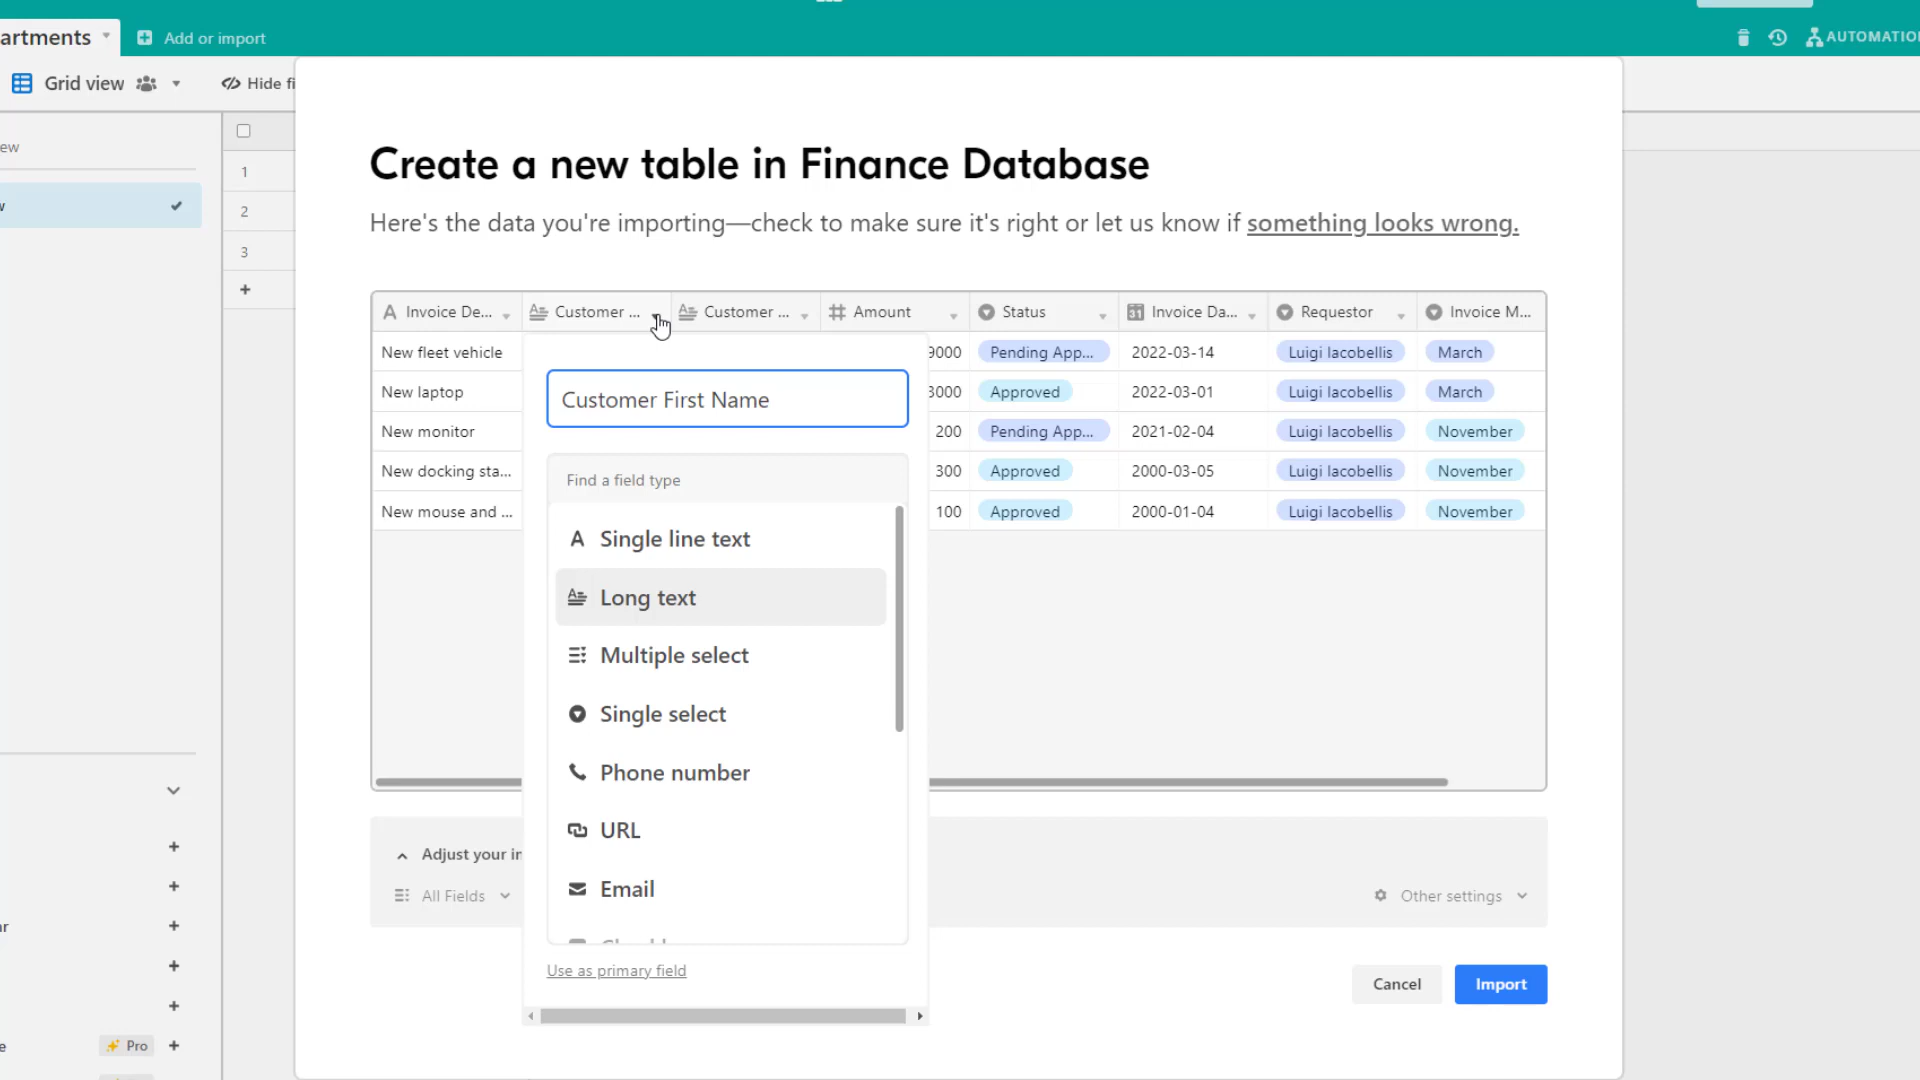 artments
Add or import
AUTOMATIO
Grid view
Hide fi
ew
1
2
3
Create a new table in Finance Database
Here's the data you're importing—check to make sure it's right or let us know if something looks wrong.
Invoice De... Customer ... Customer ... Amount Status Invoice Da... Requestor Invoice M...
New fleet vehicle 9000 Pending App... 2022-03-14 Luigi Iacobellis March
New laptop 3000 Approved 2022-03-01 Luigi Iacobellis March
New monitor 200 Pending App... 2021-02-04 Luigi Iacobellis November
New docking sta... 300 Approved 2000-03-05 Luigi Iacobellis November
New mouse and ... 100 Approved 2000-01-04 Luigi Iacobellis November
Customer First Name
Find a field type
Single line text
Long text
Multiple select
Single select
Phone number
URL
Email
Use as primary field
Adjust your in
All Fields
Other settings
Cancel
Import
r
e
Pro